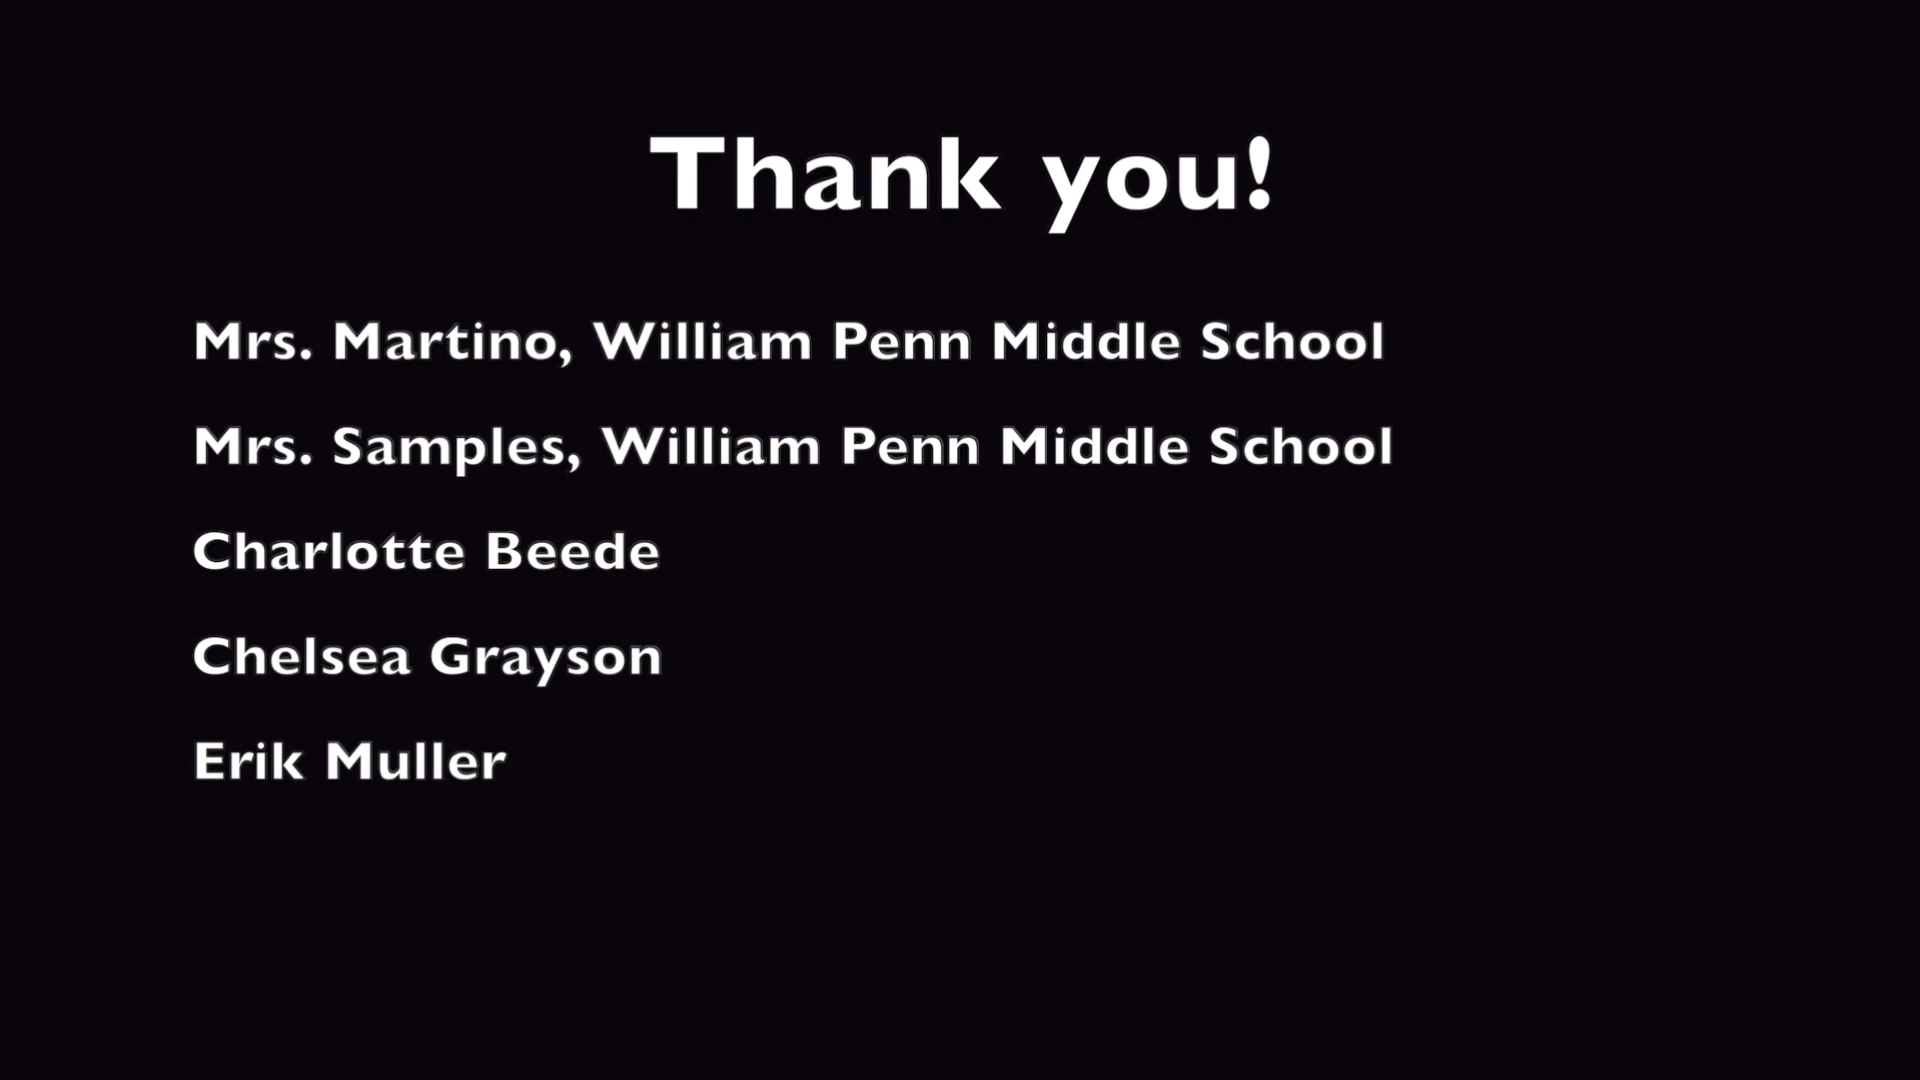 Thank you!
Mrs. Martino, William Penn Middle School
Mrs. Samples, William Penn Middle School
Charlotte Beede
Chelsea Grayson
Erik Muller